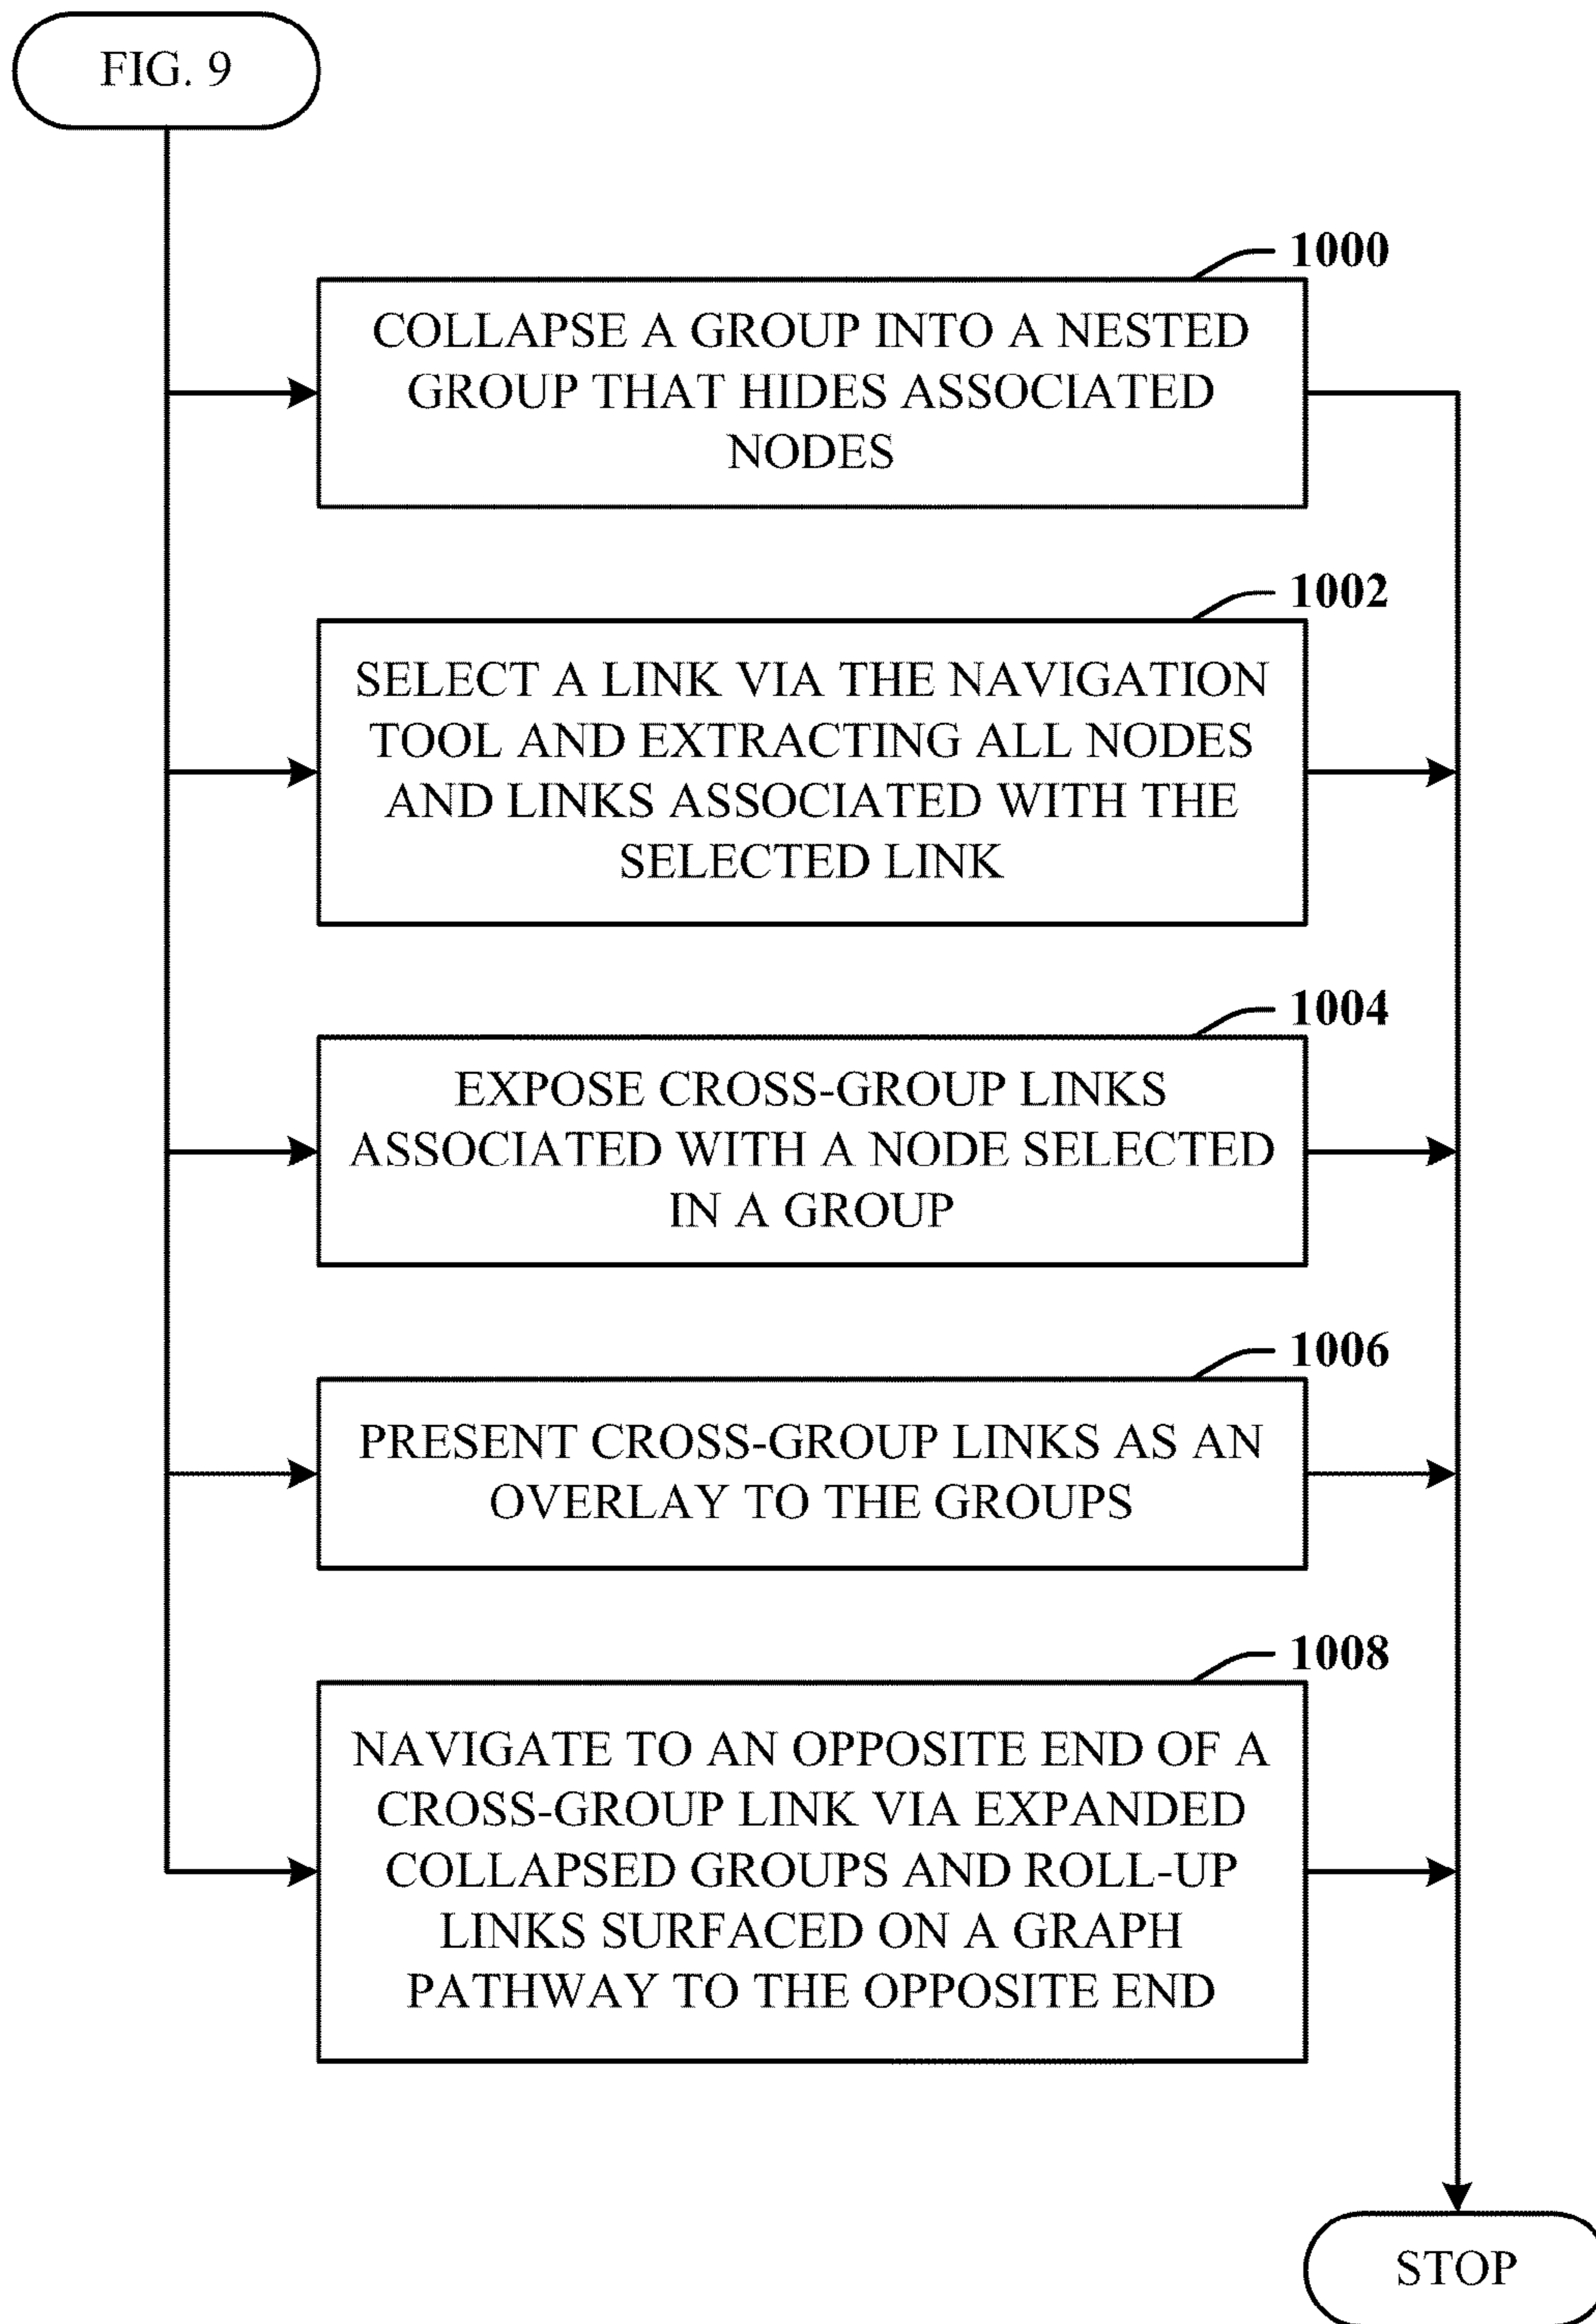 FIG. 9
1000
COLLAPSE A GROUP INTO A NESTED
GROUP THAT HIDES ASSOCIATED
NODES
1002
SELECT A LINK VIA THE NAVIGATION
TOOL AND EXTRACTING ALL NODES
AND LINKS ASSOCIATED WITH THE
SELECTED LINK
1004
EXPOSE CROSS-GROUP LINKS
ASSOCIATED WITH A NODE SELECTED
IN A GROUP
1006
PRESENT CROSS-GROUP LINKS AS AN
OVERLAY TO THE GROUPS
1008
NAVIGATE TO AN OPPOSITE END OF A
CROSS-GROUP LINK VIA EXPANDED
COLLAPSED GROUPS AND ROLL-UP
LINKS SURFACED ON A GRAPH
PATHWAY TO THE OPPOSITE END
STOP